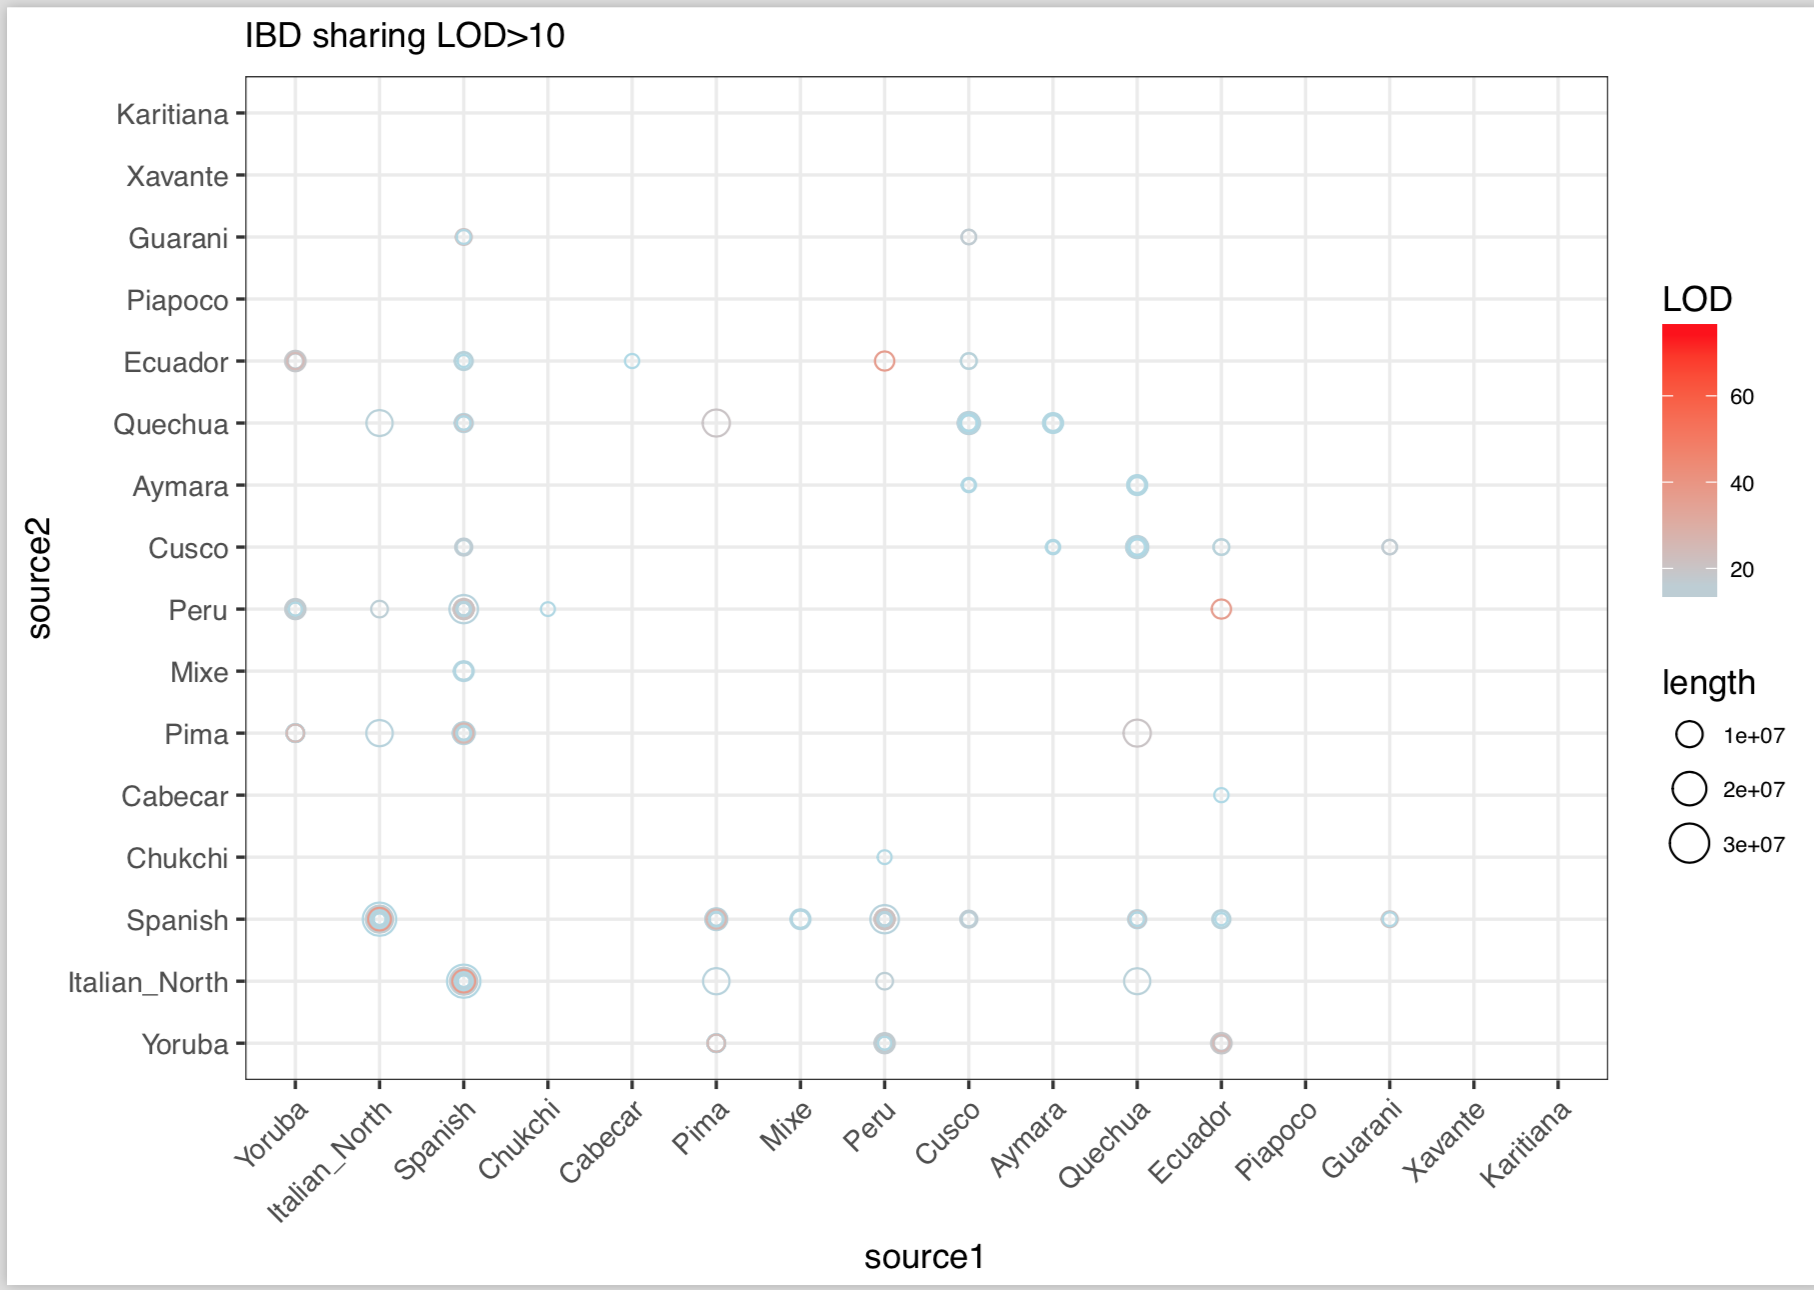 IBD sharing LOD>10
Karitiana
Xavante
Guarani
Piapoco
Ecuador
Quechua
Aymara
Cusco
Peru
Mixe
Pima
Cabecar
Chukchi
Spanish
Italian_North
Yoruba
source2
Yoruba
Italian_North
Spanish
Chukchi
Cabecar
Pima
Mixe
Peru
Cusco
Aymara
Quechua
Ecuador
Piapoco
Guarani
Xavante
Karitiana
source1
LOD
60
40
20
length
1e+07
2e+07
3e+07